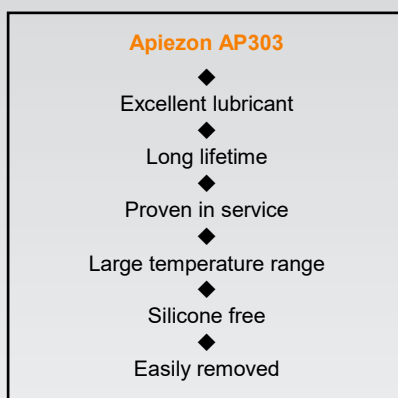 Apiezon AP303
◆
Excellent lubricant
◆
Long lifetime
◆
Proven in service
◆
Large temperature range
◆
Silicone free
◆
Easily removed